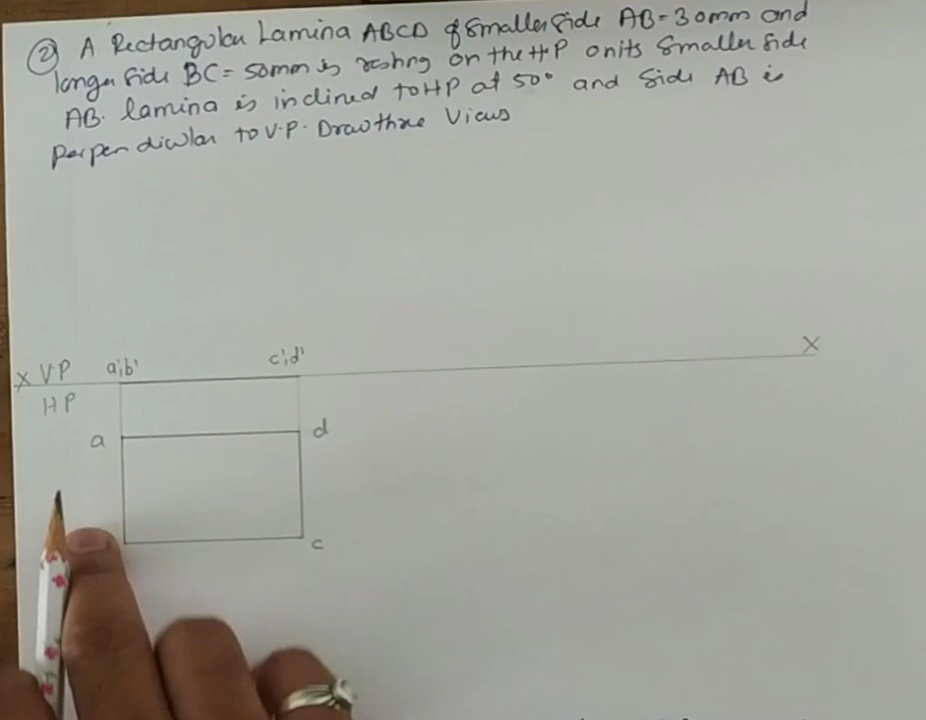 ② A Rectangular Lamina ABCD of Smaller Side AB=30mm and
longer Side BC=50mm is resting on the HP on its Smaller Side
AB. lamina is inclined to HP at 50° and Side AB is
perpendicular to V.P. Draw three Views
X
X VP a',b' c',d'
HP
a d
c